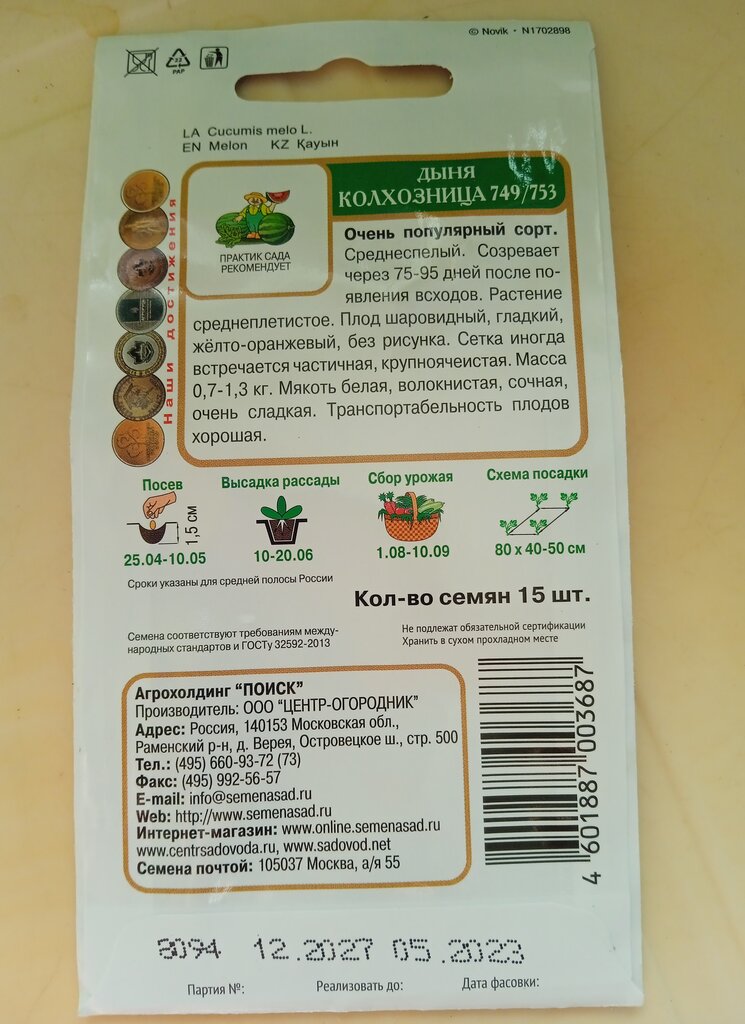 © Novik · N1702898
22
PAP
LA Cucumis melo L.
EN Melon KZ Қауын
ДЫНЯ
КОЛХОЗНИЦА 749/753
ПРАКТИК САДА
РЕКОМЕНДУЕТ
Наши достижения
Очень популярный сорт.
Среднеспелый. Созревает
через 75-95 дней после по-
явления всходов. Растение
среднеплетистое. Плод шаровидный, гладкий,
жёлто-оранжевый, без рисунка. Сетка иногда
встречается частичная, крупноячеистая. Масса
0,7-1,3 кг. Мякоть белая, волокнистая, сочная,
очень сладкая. Транспортабельность плодов
хорошая.
Посев Высадка рассады Сбор урожая Схема посадки
1,5 см
25.04-10.05 10-20.06 1.08-10.09 80 х 40-50 см
Сроки указаны для средней полосы России
Кол-во семян 15 шт.
Семена соответствуют требованиям между-
народных стандартов и ГОСТу 32592-2013
Не подлежат обязательной сертификации
Хранить в сухом прохладном месте
Агрохолдинг "ПОИСК"
Производитель: ООО "ЦЕНТР-ОГОРОДНИК"
Адрес: Россия, 140153 Московская обл.,
Раменский р-н, д. Верея, Островецкое ш., стр. 500
Тел.: (495) 660-93-72 (73)
Факс: (495) 992-56-57
E-mail: info@semenasad.ru
Web: http://www.semenasad.ru
Интернет-магазин: www.online.semenasad.ru
www.centrsadovoda.ru, www.sadovod.net
Семена почтой: 105037 Москва, а/я 55
4 601887 003687
8094 12.2027 05.2023
Партия №: Реализовать до: Дата фасовки: